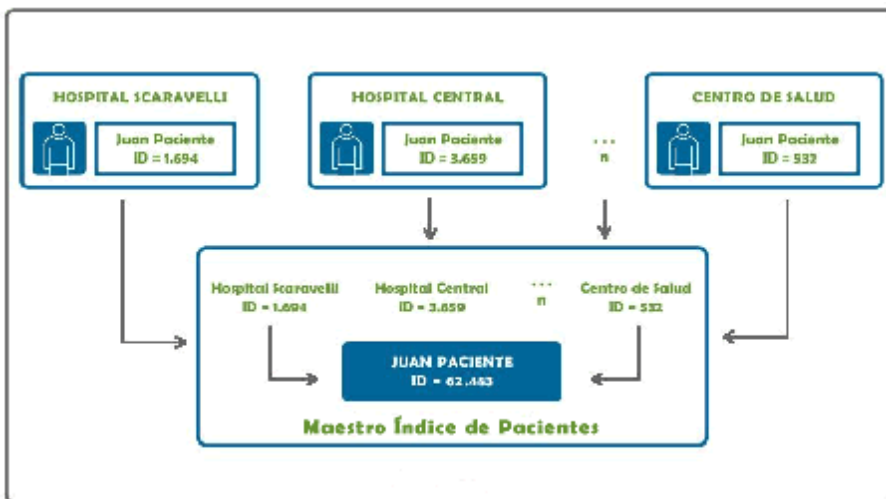 HOSPITAL SCARAVELLI
Juan Paciente
ID = 1.694
HOSPITAL CENTRAL
Juan Paciente
ID = 3.659
...
n
CENTRO DE SALUD
Juan Paciente
ID = 532
Hospital Scaravelli
ID = 1.694
Hospital Central
ID = 3.659
...
n
Centro de Salud
ID = 532
JUAN PACIENTE
ID = 62.483
Maestro Índice de Pacientes